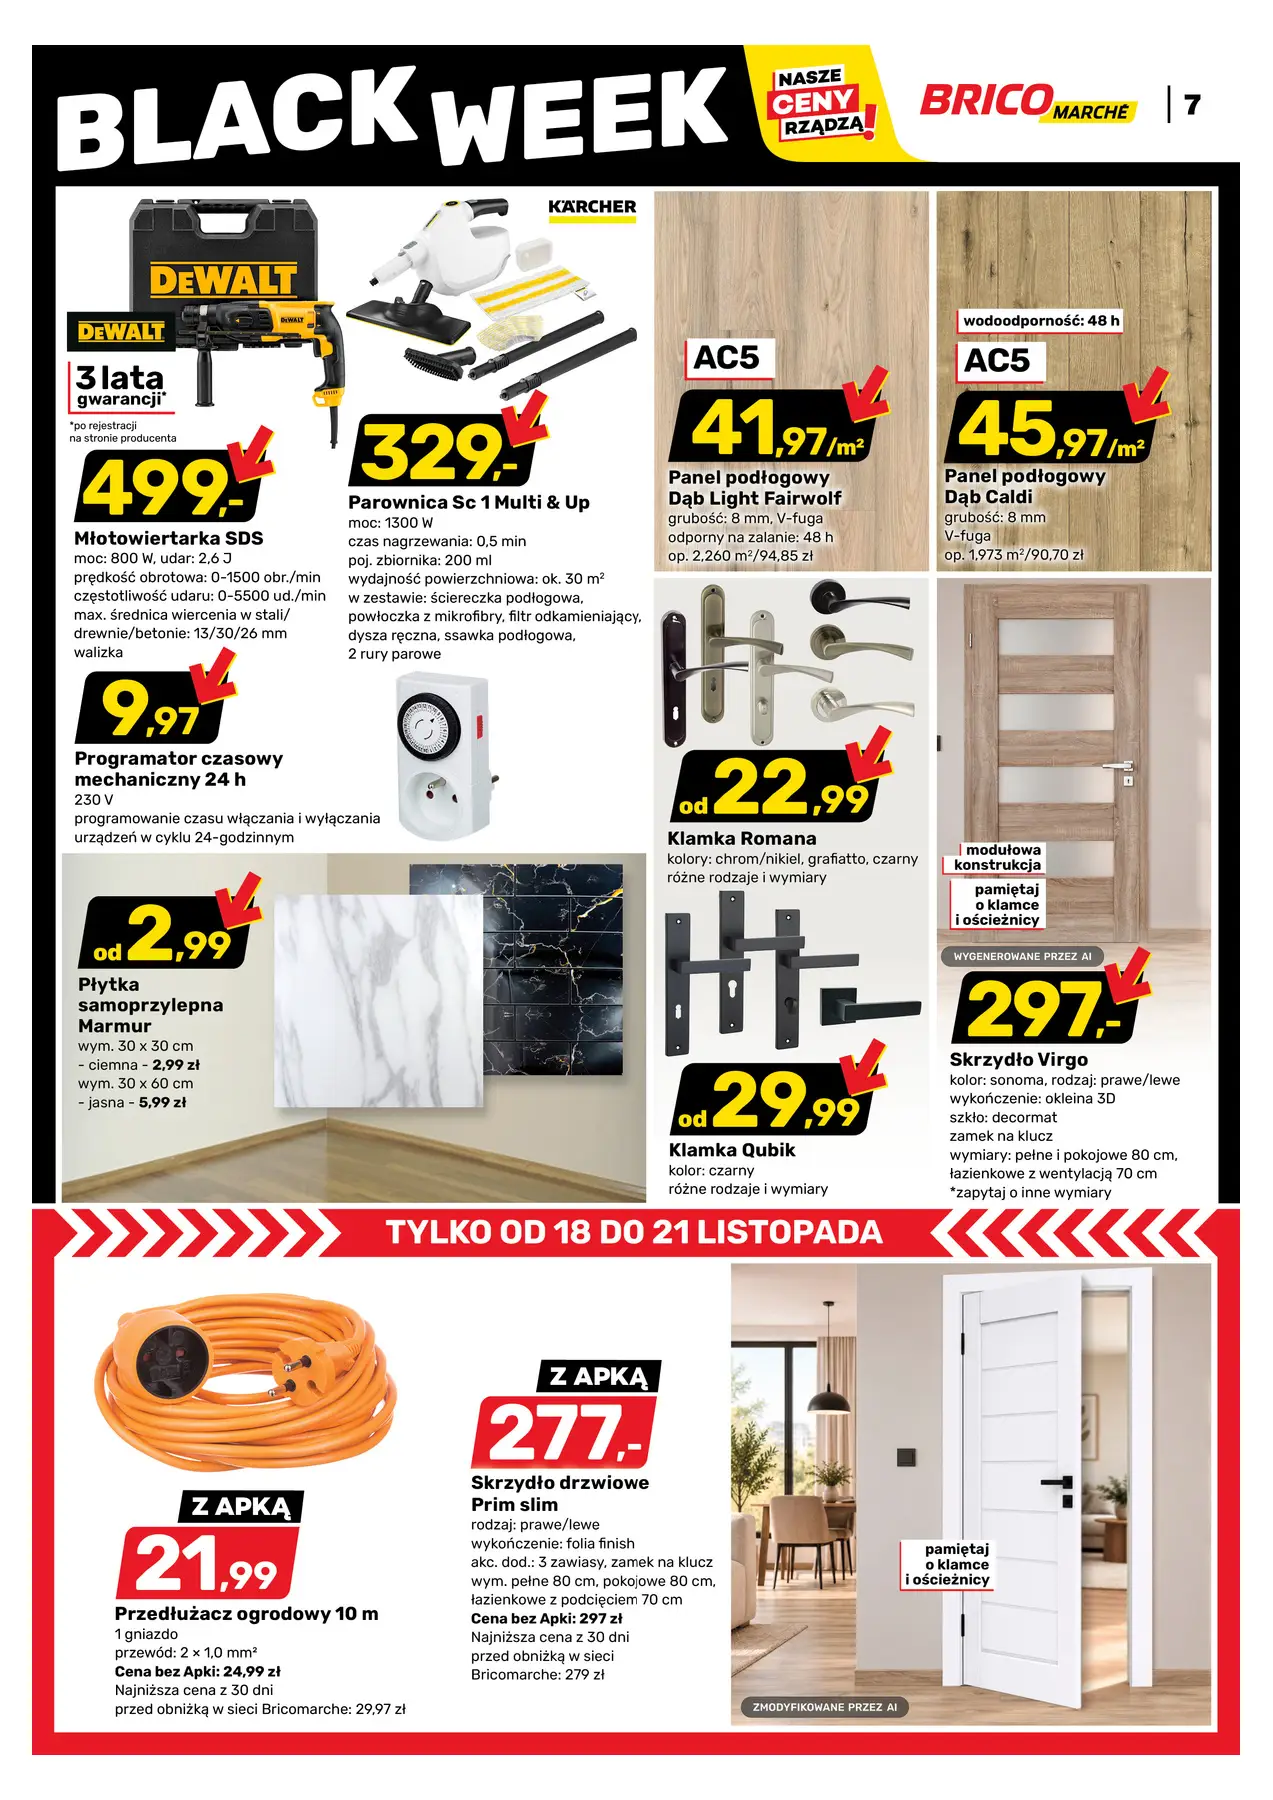 BLACK WEEK
NASZE
CENY
RZĄDZĄ!
BRICO
MARCHÉ
7
DEWALT
DEWALT
DEWALT
3 lata
gwarancji*
*po rejestracji
na stronie producenta
499,-
Młotowiertarka SDS
moc: 800 W, udar: 2,6 J
prędkość obrotowa: 0-1500 obr./min
częstotliwość udaru: 0-5500 ud./min
max. średnica wiercenia w stali/
drewnie/betonie: 13/30/26 mm
walizka
KÄRCHER
329,-
Parownica Sc 1 Multi & Up
moc: 1300 W
czas nagrzewania: 0,5 min
poj. zbiornika: 200 ml
wydajność powierzchniowa: ok. 30 m²
w zestawie: ściereczka podłogowa,
powłoczka z mikrofibry, filtr odkamieniający,
dysza ręczna, ssawka podłogowa,
2 rury parowe
AC5
41,97/m²
Panel podłogowy
Dąb Light Fairwolf
grubość: 8 mm, V-fuga
odporny na zalanie: 48 h
op. 2,260 m²/94,85 zł
wodoodporność: 48 h
AC5
45,97/m²
Panel podłogowy
Dąb Caldi
grubość: 8 mm
V-fuga
op. 1,973 m²/90,70 zł
9,97
Programator czasowy
mechaniczny 24 h
230 V
programowanie czasu włączania i wyłączania
urządzeń w cyklu 24-godzinnym
od 2,99
Płytka
samoprzylepna
Marmur
wym. 30 x 30 cm
- ciemna - 2,99 zł
wym. 30 x 60 cm
- jasna - 5,99 zł
od 22,99
Klamka Romana
kolory: chrom/nikiel, grafiatto, czarny
różne rodzaje i wymiary
od 29,99
Klamka Qubik
kolor: czarny
różne rodzaje i wymiary
modułowa
konstrukcja
pamiętaj
o klamce
i ościeżnicy
WYGENEROWANE PRZEZ AI
297,-
Skrzydło Virgo
kolor: sonoma, rodzaj: prawe/lewe
wykończenie: okleina 3D
szkło: decormat
zamek na klucz
wymiary: pełne i pokojowe 80 cm,
łazienkowe z wentylacją 70 cm
*zapytaj o inne wymiary
TYLKO OD 18 DO 21 LISTOPADA
Z APKĄ
21,99
Przedłużacz ogrodowy 10 m
1 gniazdo
przewód: 2 × 1,0 mm²
Cena bez Apki: 24,99 zł
Najniższa cena z 30 dni
przed obniżką w sieci Bricomarche: 29,97 zł
Z APKĄ
277,-
Skrzydło drzwiowe
Prim slim
rodzaj: prawe/lewe
wykończenie: folia finish
akc. dod.: 3 zawiasy, zamek na klucz
wym. pełne 80 cm, pokojowe 80 cm,
łazienkowe z podcięciem 70 cm
Cena bez Apki: 297 zł
Najniższa cena z 30 dni
przed obniżką w sieci
Bricomarche: 279 zł
pamiętaj
o klamce
i ościeżnicy
ZMODYFIKOWANE PRZEZ AI